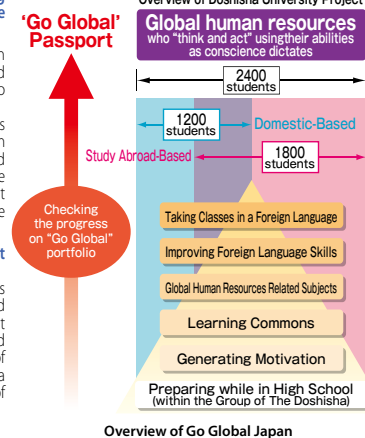 Overview of Doshisha University Project
'Go Global'
Passport
Global human resources
who "think and act" usingtheir abilities
as conscience dictates
2400
students
1200
students
Domestic-Based
Study Abroad-Based
1800
students
Checking
the progress
on "Go Global"
portfolio
Taking Classes in a Foreign Language
Improving Foreign Language Skills
Global Human Resources Related Subjects
Learning Commons
Generating Motivation
Preparing while in High School
(within the Group of The Doshisha)
Overview of Go Global Japan